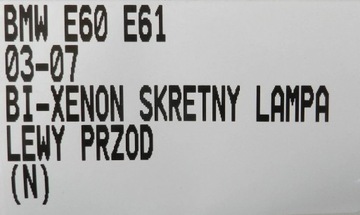 BMW E60 E61
03-07
BI-XENON SKRETNY LAMPA
LEWY PRZOD
(N)